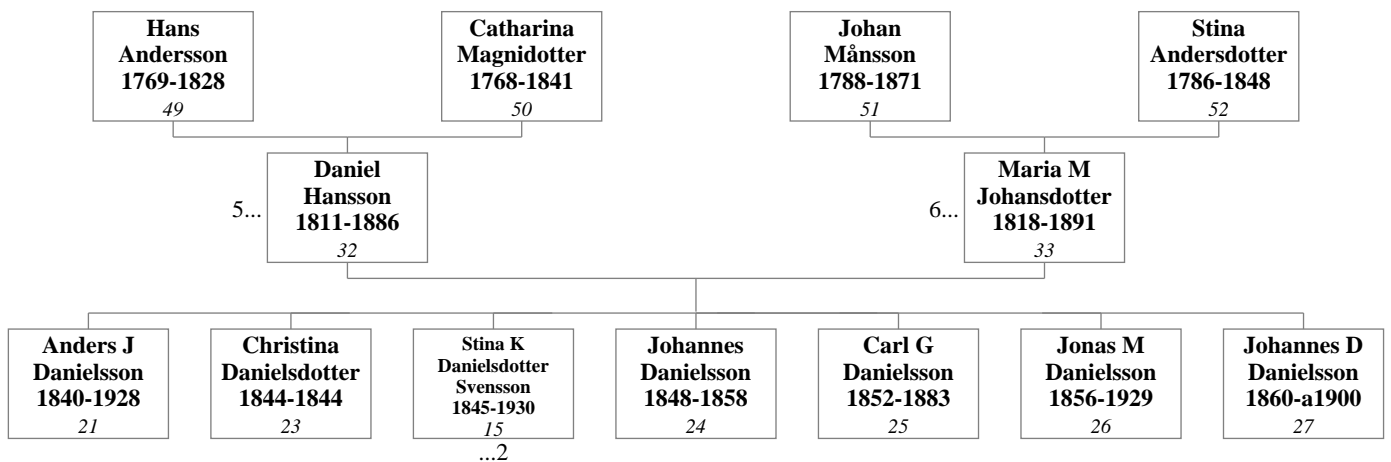 Hans
Andersson
1769-1828
49
Catharina
Magnidotter
1768-1841
50
Johan
Månsson
1788-1871
51
Stina
Andersdotter
1786-1848
52
5...
Daniel
Hansson
1811-1886
32
6...
Maria M
Johansdotter
1818-1891
33
Anders J
Danielsson
1840-1928
21
Christina
Danielsdotter
1844-1844
23
Stina K
Danielsdotter
Svensson
1845-1930
15
...2
Johannes
Danielsson
1848-1858
24
Carl G
Danielsson
1852-1883
25
Jonas M
Danielsson
1856-1929
26
Johannes D
Danielsson
1860-a1900
27